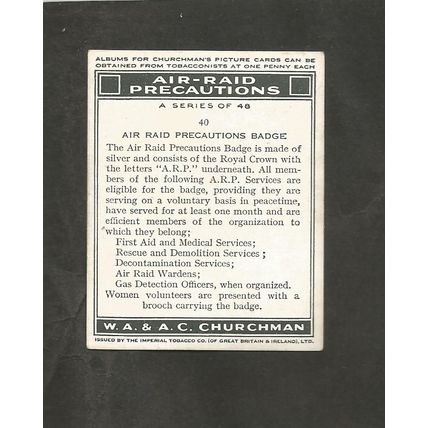 ALBUMS FOR CHURCHMAN'S PICTURE CARDS CAN BE
OBTAINED FROM TOBACCONISTS AT ONE PENNY EACH
AIR-RAID
PRECAUTIONS
A SERIES OF 48
40
AIR RAID PRECAUTIONS BADGE
The Air Raid Precautions Badge is made of
silver and consists of the Royal Crown with
the letters "A.R.P." underneath. All mem-
bers of the following A.R.P. Services are
eligible for the badge, providing they are
serving on a voluntary basis in peacetime,
have served for at least one month and are
efficient members of the organization to
which they belong;
First Aid and Medical Services;
Rescue and Demolition Services;
Decontamination Services;
Air Raid Wardens;
Gas Detection Officers, when organized.
Women volunteers are presented with a
brooch carrying the badge.
W. A. & A. C. CHURCHMAN
ISSUED BY THE IMPERIAL TOBACCO CO. (OF GREAT BRITAIN & IRELAND), LTD.